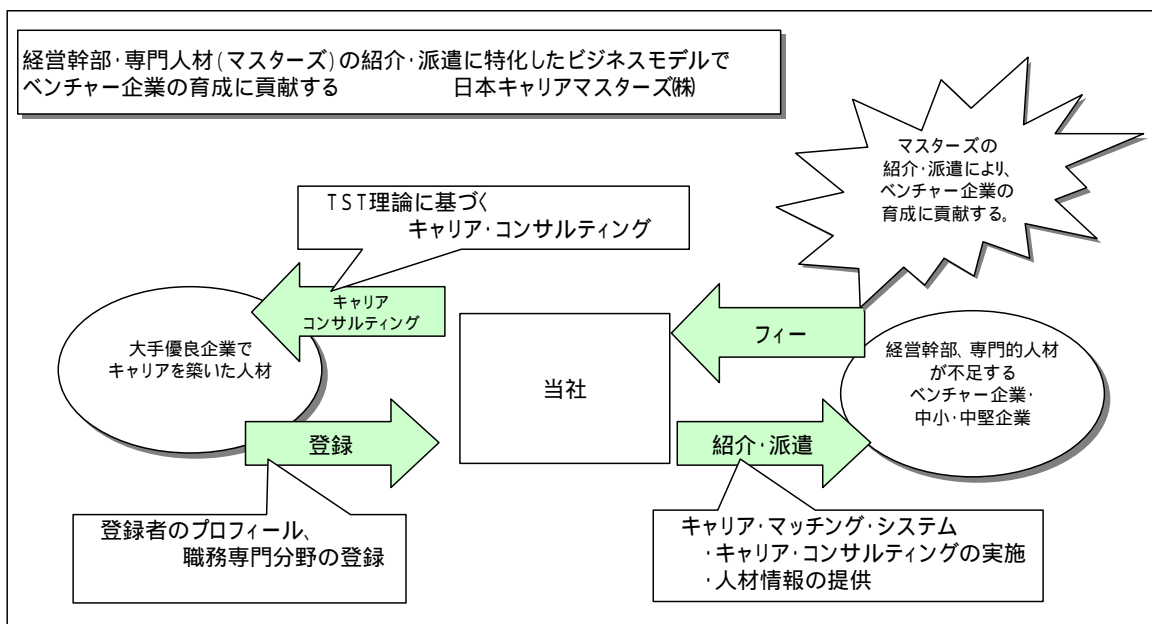 経営幹部・専門人材(マスターズ)の紹介・派遣に特化したビジネスモデルで
ベンチャー企業の育成に貢献する 日本キャリアマスターズ㈱
マスターズの
紹介・派遣により、
ベンチャー企業の
育成に貢献する。
TST理論に基づく
キャリア・コンサルティング
キャリア
コンサルティング
大手優良企業で
キャリアを築いた人材
当社
フィー
経営幹部、専門的人材
が不足する
ベンチャー企業・
中小・中堅企業
登録
紹介・派遣
登録者のプロフィール、
職務専門分野の登録
キャリア・マッチング・システム
・キャリア・コンサルティングの実施
・人材情報の提供